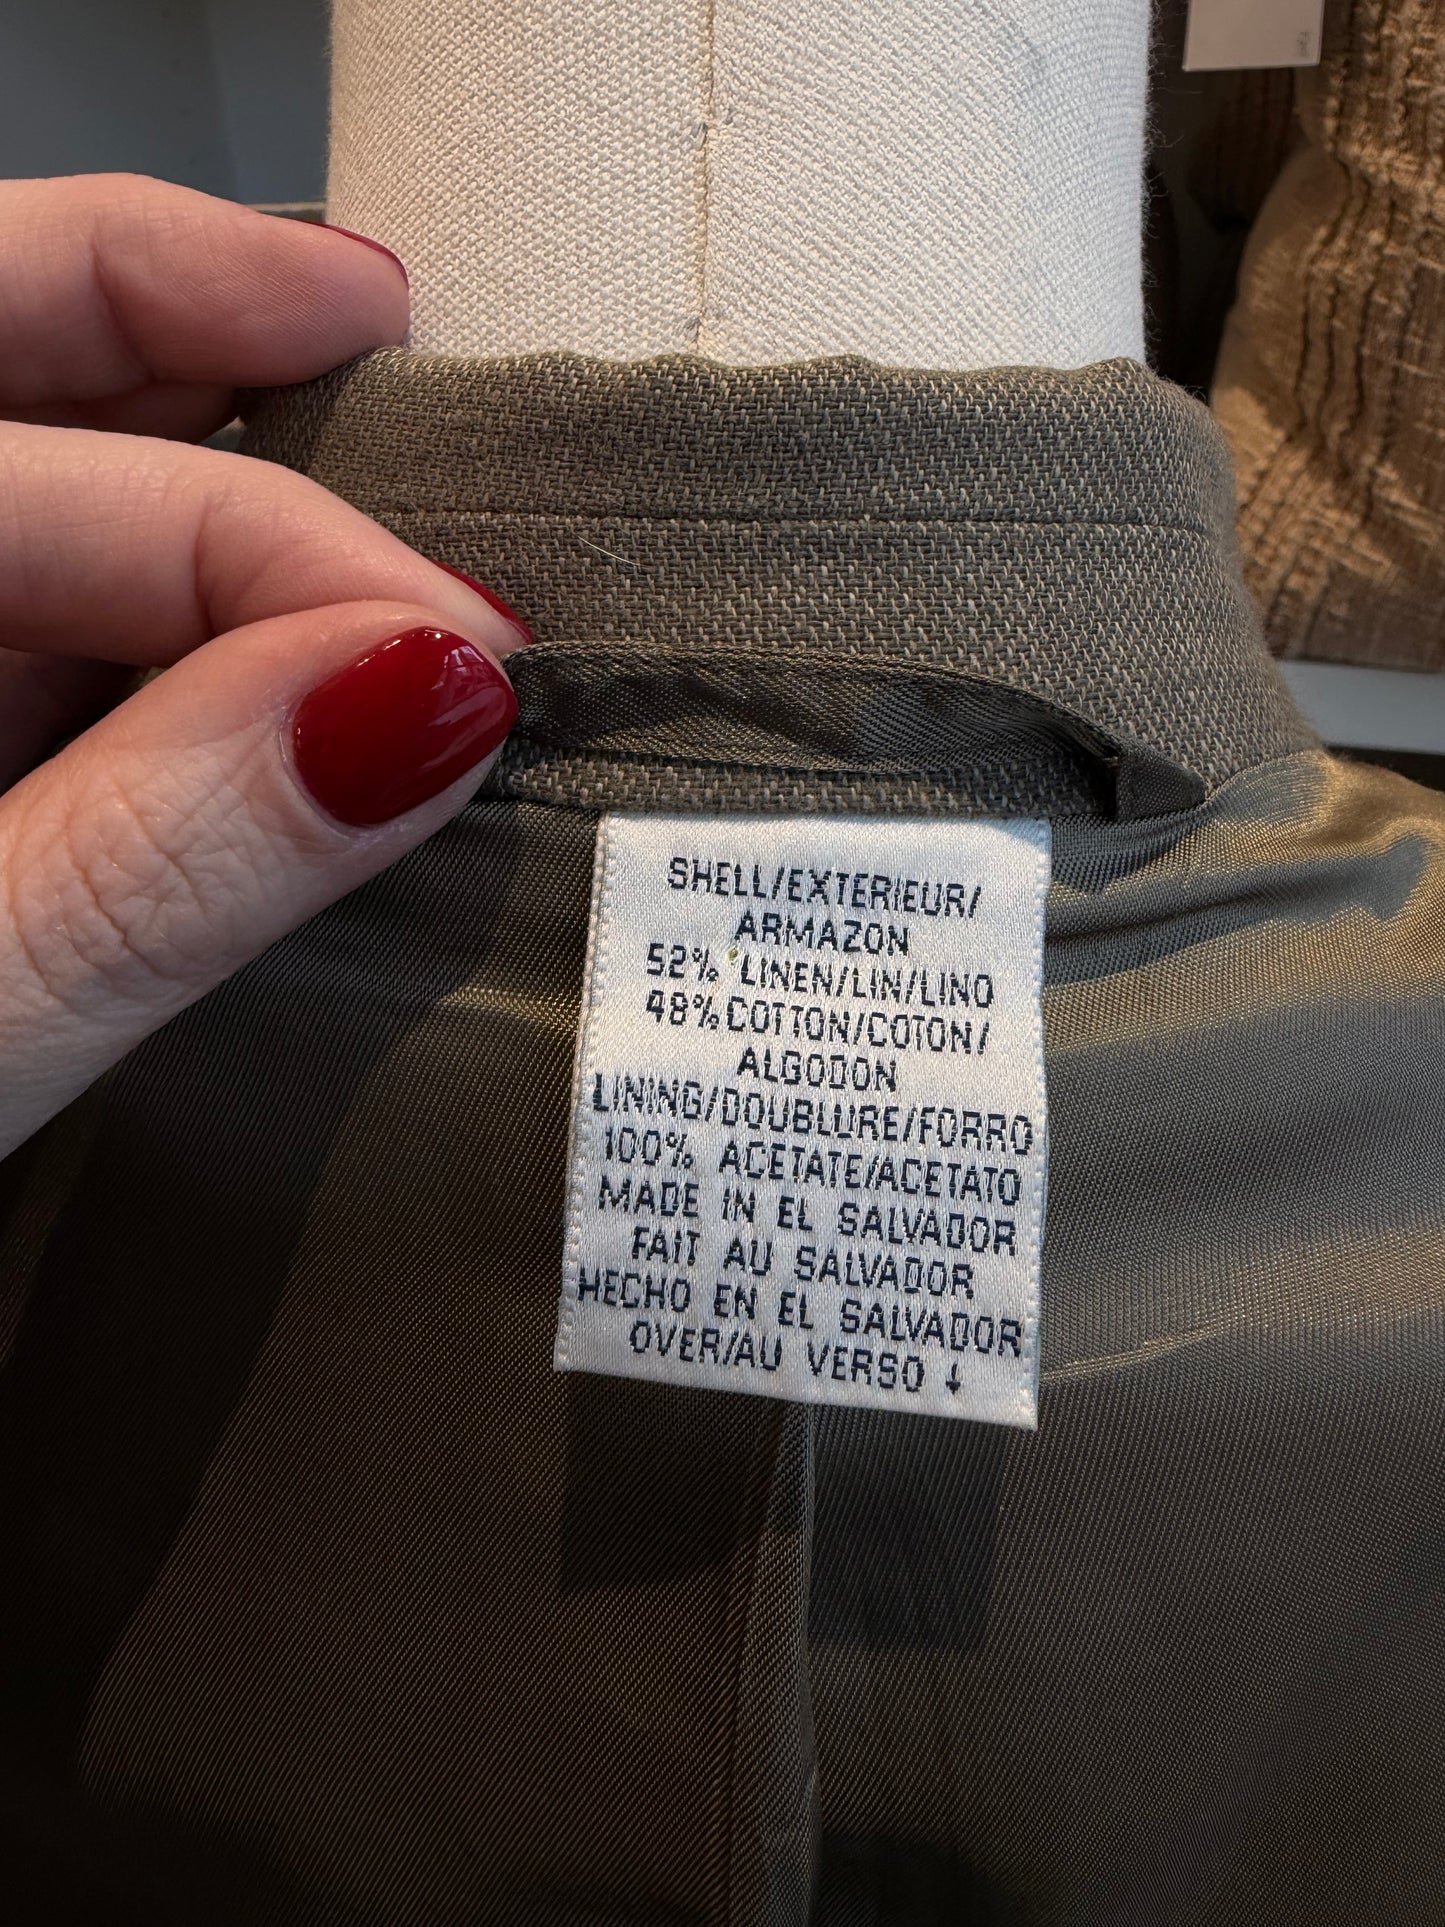 SHELL/EXTERIEUR/
ARMAZON
52% LINEN/LIN/LINO
48% COTTON/COTON/
ALGODON
LINING/DOUBLURE/FORRO
100% ACETATE/ACETATO
MADE IN EL SALVADOR
FAIT AU SALVADOR
HECHO EN EL SALVADOR
OVER/AU VERSO ↓